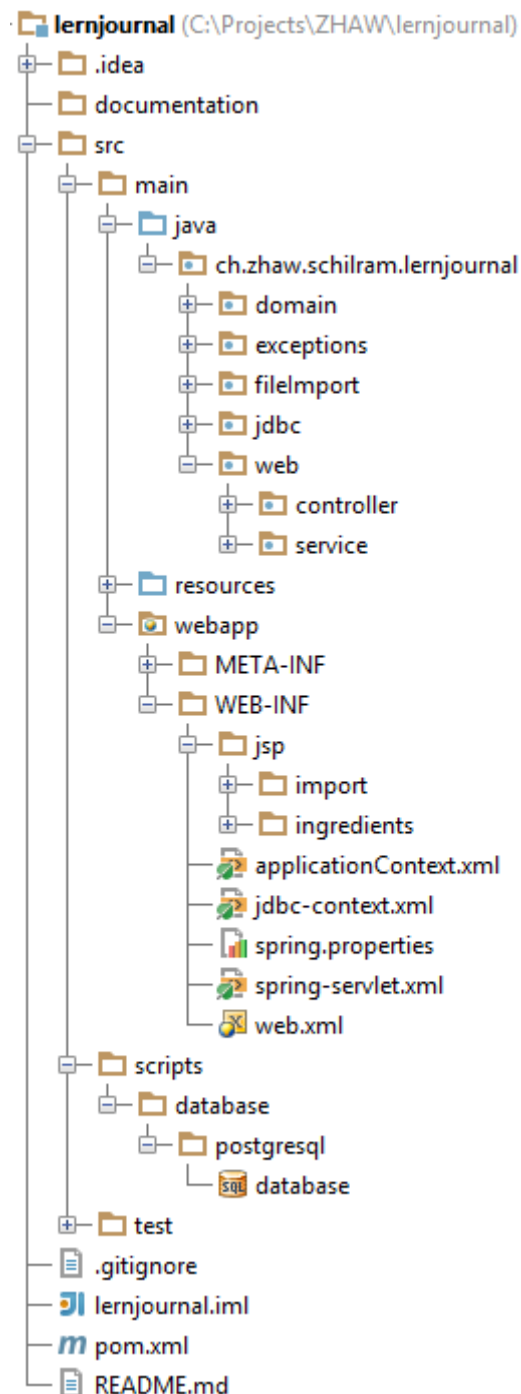 lernjournal (C:\Projects\ZHAW\lernjournal)
.idea
documentation
src
main
java
ch.zhaw.schilram.lernjournal
domain
exceptions
fileImport
jdbc
web
controller
service
resources
webapp
META-INF
WEB-INF
jsp
import
ingredients
applicationContext.xml
jdbc-context.xml
spring.properties
spring-servlet.xml
web.xml
scripts
database
postgresql
database
test
.gitignore
lernjournal.iml
pom.xml
README.md